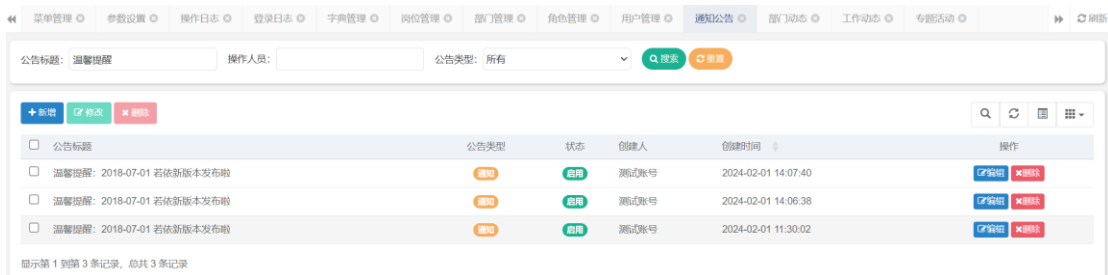 菜单管理 参数设置 操作日志 登录日志 字典管理 岗位管理 部门管理 角色管理 用户管理 通知公告 部门动态 工作动态 专题活动 刷新
公告标题: 温馨提醒 操作人员: 公告类型: 所有 搜索 重置
新增 修改 删除
公告标题 公告类型 状态 创建人 创建时间 操作
温馨提醒: 2018-07-01 若依新版本发布啦 通知 启用 测试账号 2024-02-01 14:07:40 编辑 删除
温馨提醒: 2018-07-01 若依新版本发布啦 通知 启用 测试账号 2024-02-01 14:06:38 编辑 删除
温馨提醒: 2018-07-01 若依新版本发布啦 通知 启用 测试账号 2024-02-01 11:30:02 编辑 删除
显示第 1 到第 3 条记录, 总共 3 条记录